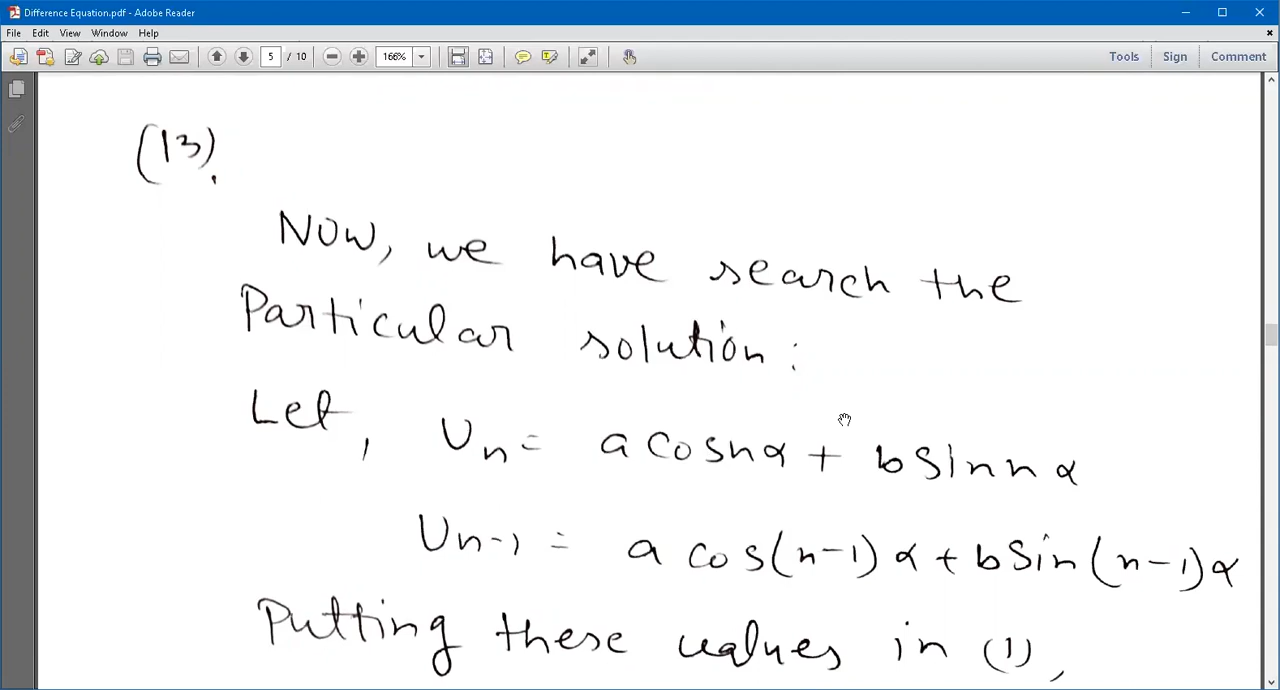 Difference Equation.pdf - Adobe Reader
File Edit View Window Help
5 / 10 166% Tools Sign Comment
(13).
Now, we have search the
Particular solution:
Let, Un = a cosnα + bsinnα
Un-1 = a cos(n-1)α + bsin(n-1)α
Putting these values in (1),